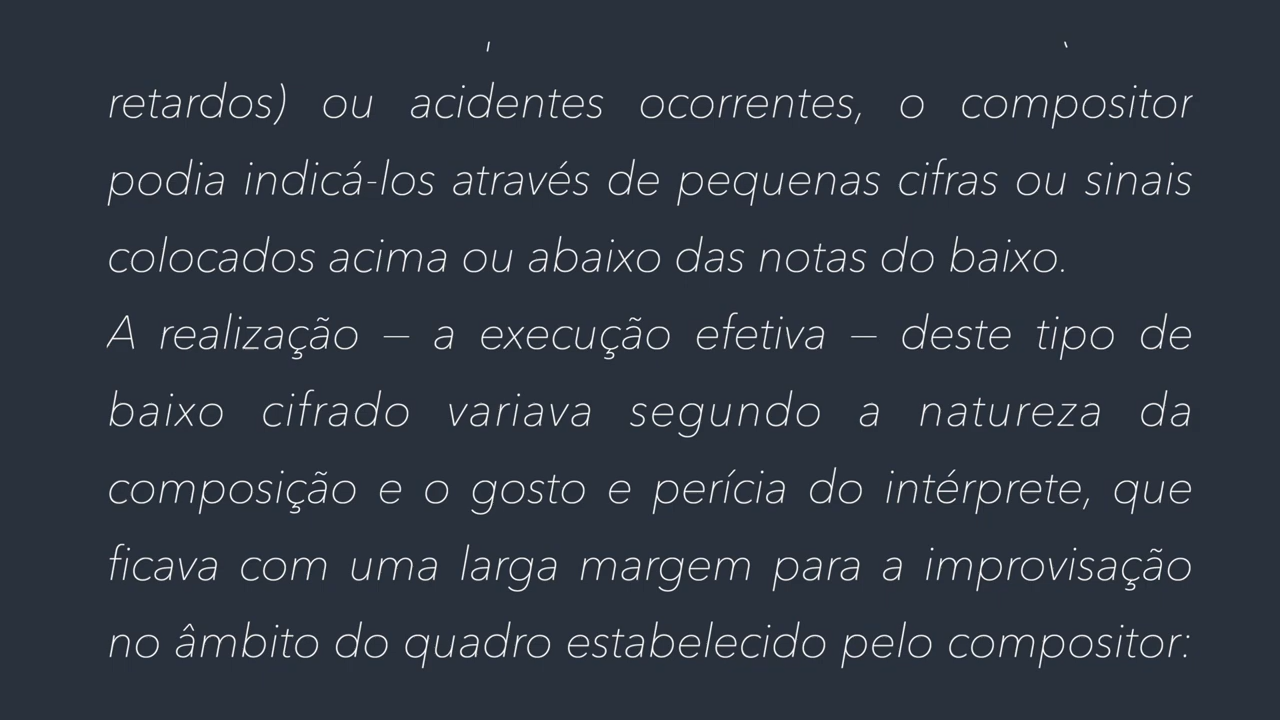 retardos) ou acidentes ocorrentes, o compositor
podia indicá-los através de pequenas cifras ou sinais
colocados acima ou abaixo das notas do baixo.
A realização – a execução efetiva – deste tipo de
baixo cifrado variava segundo a natureza da
composição e o gosto e perícia do intérprete, que
ficava com uma larga margem para a improvisação
no âmbito do quadro estabelecido pelo compositor: